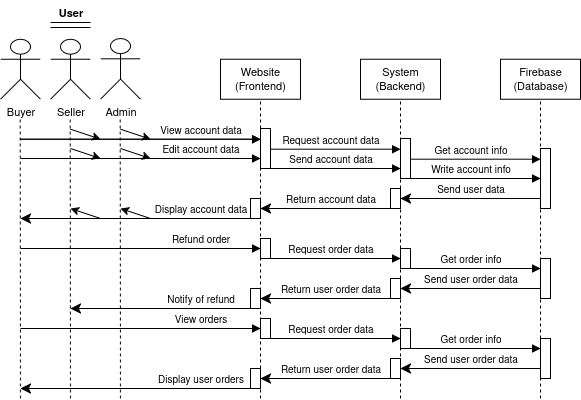 User
Buyer
Seller
Admin
Website
(Frontend)
System
(Backend)
Firebase
(Database)
View account data
Request account data
Get account info
Edit account data
Send account data
Write account info
Send user data
Return account data
Display account data
Refund order
Request order data
Get order info
Send user order data
Return user order data
Notify of refund
View orders
Request order data
Get order info
Send user order data
Return user order data
Display user orders